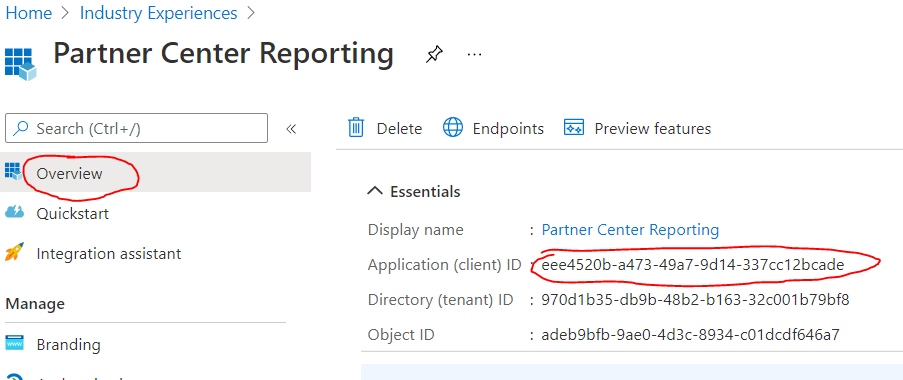 Home > Industry Experiences >
Partner Center Reporting ...
Search (Ctrl+/) «
Delete Endpoints Preview features
Overview
Quickstart
Integration assistant
Manage
Branding
Essentials
Display name : Partner Center Reporting
Application (client) ID : eee4520b-a473-49a7-9d14-337cc12bcade
Directory (tenant) ID : 970d1b35-db9b-48b2-b163-32c001b79bf8
Object ID : adeb9bfb-9ae0-4d3c-8934-c01dcdf646a7